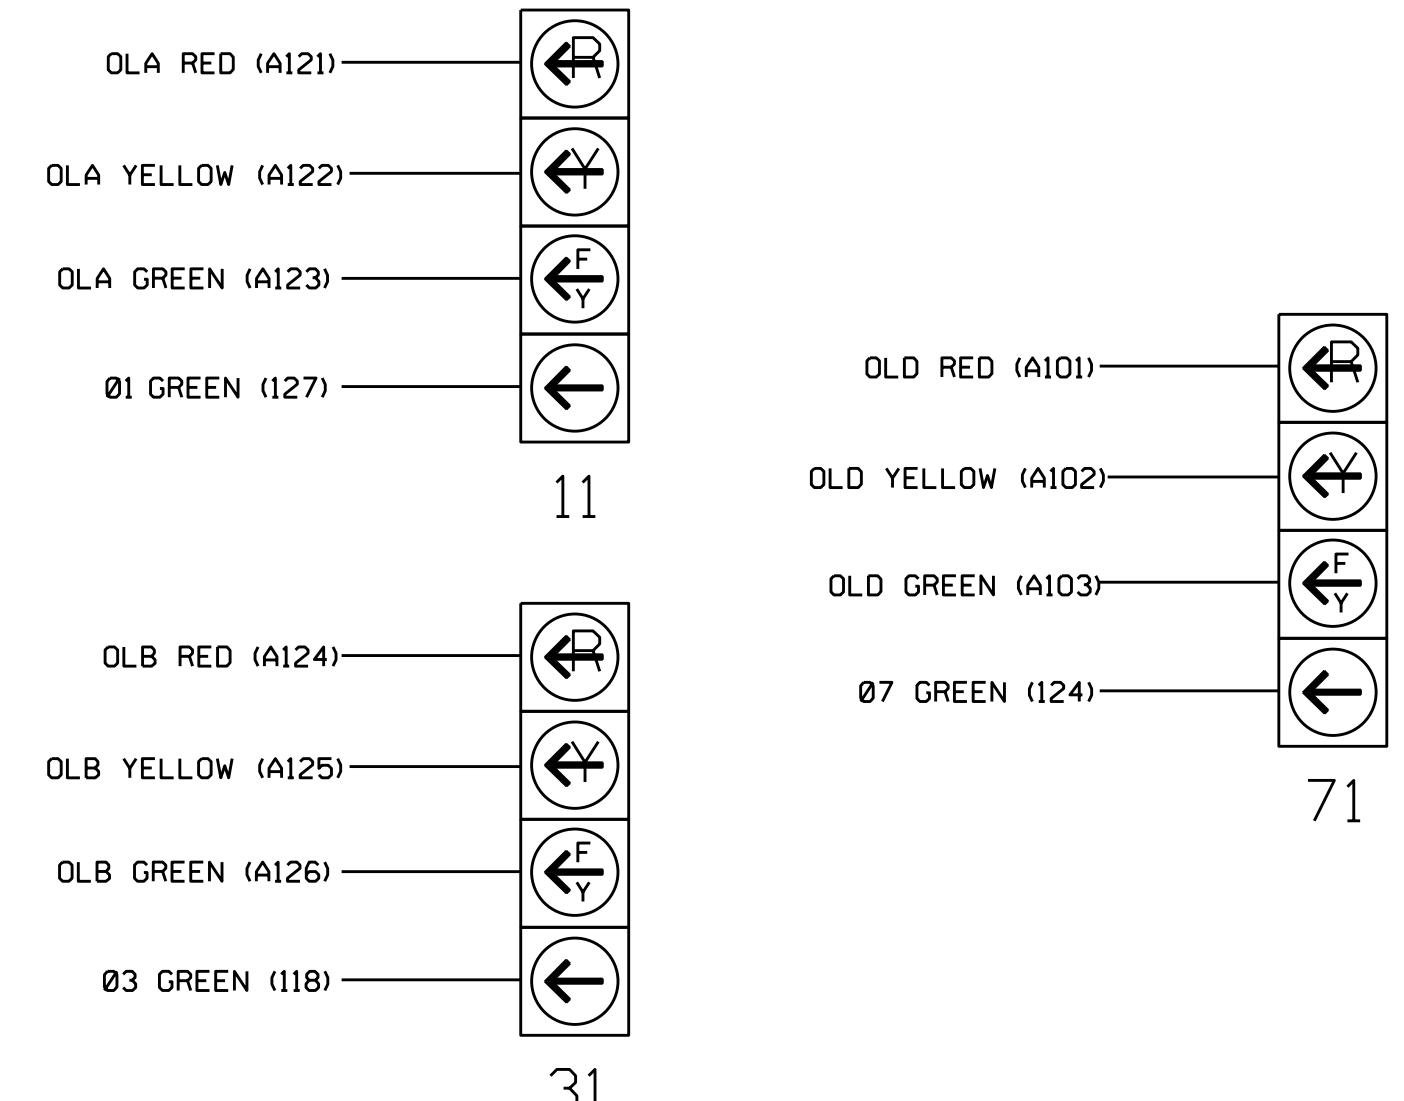 OLA RED (A121)
R
OLA YELLOW (A122)
Y
OLA GREEN (A123)
F
Y
Ø1 GREEN (127)
11
OLB RED (A124)
R
OLB YELLOW (A125)
Y
OLB GREEN (A126)
F
Y
Ø3 GREEN (118)
31
OLD RED (A101)
R
OLD YELLOW (A102)
Y
OLD GREEN (A103)
F
Y
Ø7 GREEN (124)
71